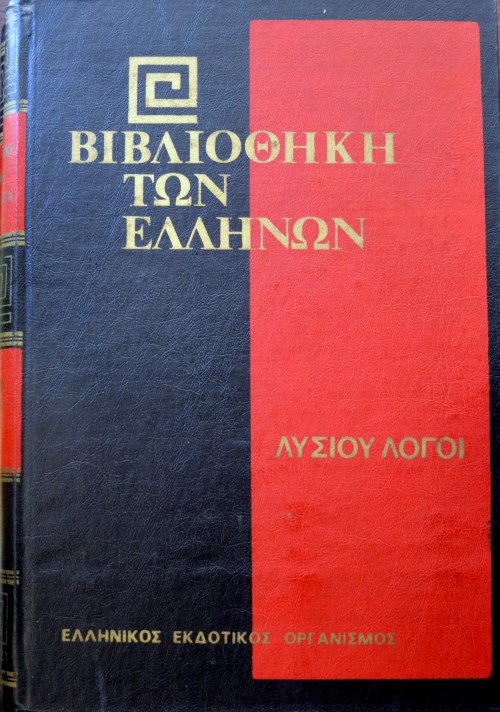 ΒΙΒΛΙΟΘΗΚΗ
ΤΩΝ
ΕΛΛΗΝΩΝ
ΛΥΣΙΟΥ ΛΟΓΟΙ
ΕΛΛΗΝΙΚΟΣ ΕΚΔΟΤΙΚΟΣ ΟΡΓΑΝΙΣΜΟΣ